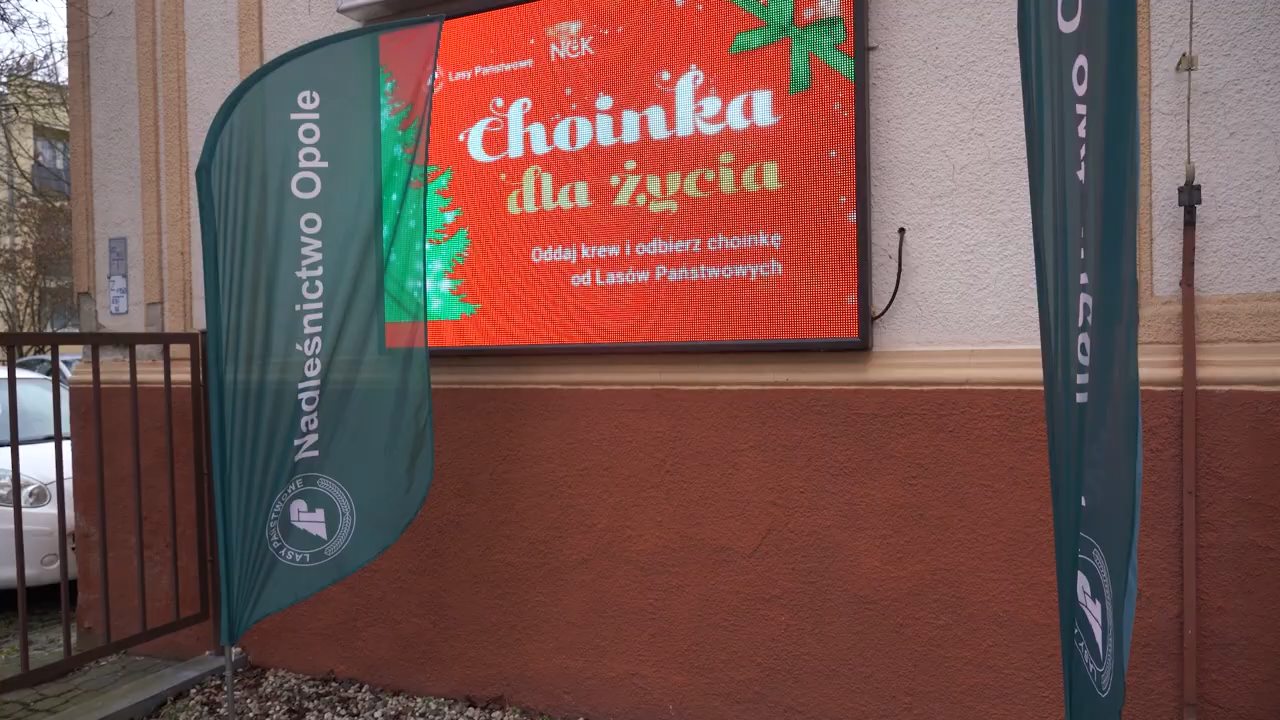 Nadleśnictwo Opole
LASY PAŃSTWOWE
Lasy Państwowe
NCK
Choinka
dla życia
Oddaj krew i odbierz choinkę
od Lasów Państwowych